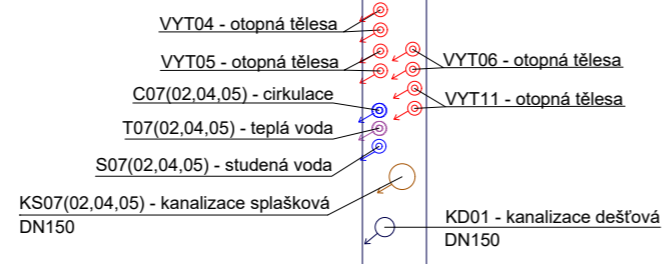 VYT04 - otopná tělesa
VYT05 - otopná tělesa
VYT06 - otopná tělesa
C07(02,04,05) - cirkulace
VYT11 - otopná tělesa
T07(02,04,05) - teplá voda
S07(02,04,05) - studená voda
KS07(02,04,05) - kanalizace splašková
DN150
KD01 - kanalizace dešťová
DN150